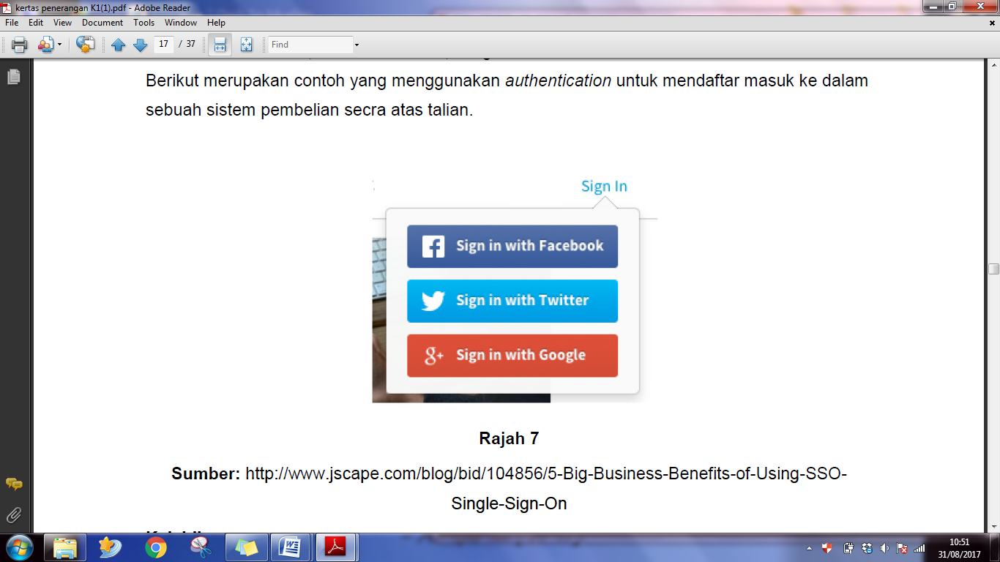 kertas penerangan K1(1).pdf - Adobe Reader
File Edit View Document Tools Window Help
17 / 37 Find
Berikut merupakan contoh yang menggunakan authentication untuk mendaftar masuk ke dalam
sebuah sistem pembelian secra atas talian.
Sign In
Sign in with Facebook
Sign in with Twitter
g+ Sign in with Google
Rajah 7
Sumber: http://www.jscape.com/blog/bid/104856/5-Big-Business-Benefits-of-Using-SSO-
Single-Sign-On
10:51
31/08/2017